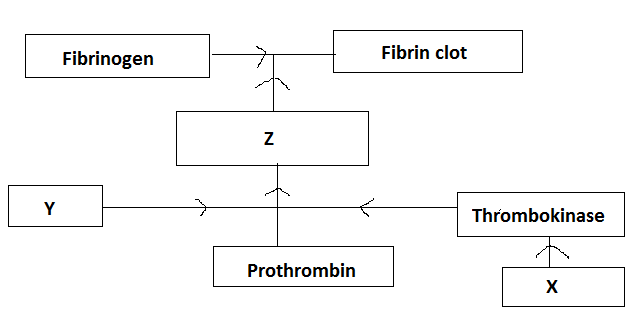 Fibrinogen
Fibrin clot
Z
Y
Thrombokinase
Prothrombin
X